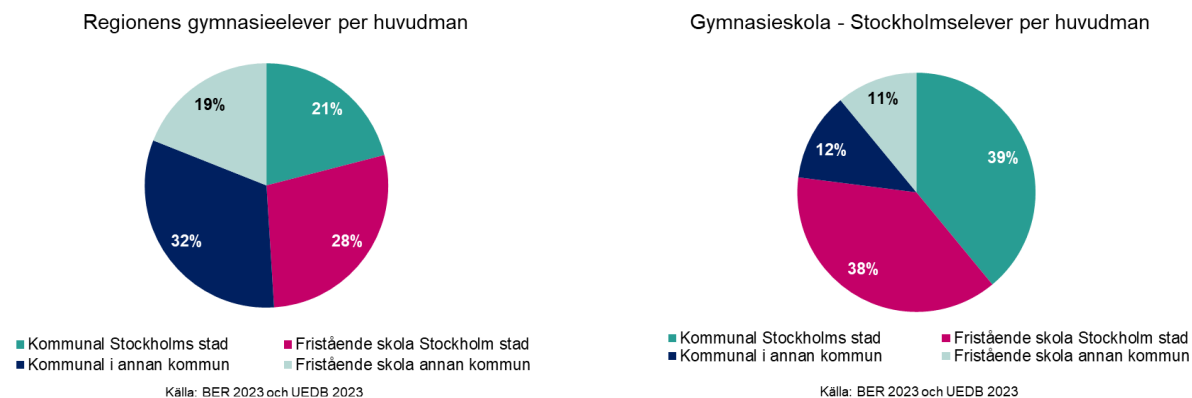 Regionens gymnasieelever per huvudman
19%
21%
32%
28%
Kommunal Stockholms stad
Fristående skola Stockholm stad
Kommunal i annan kommun
Fristående skola annan kommun
Källa: BER 2023 och UEDB 2023
Gymnasieskola - Stockholmselever per huvudman
11%
12%
39%
38%
Kommunal Stockholms stad
Fristående skola Stockholm stad
Kommunal i annan kommun
Fristående skola annan kommun
Källa: BER 2023 och UEDB 2023